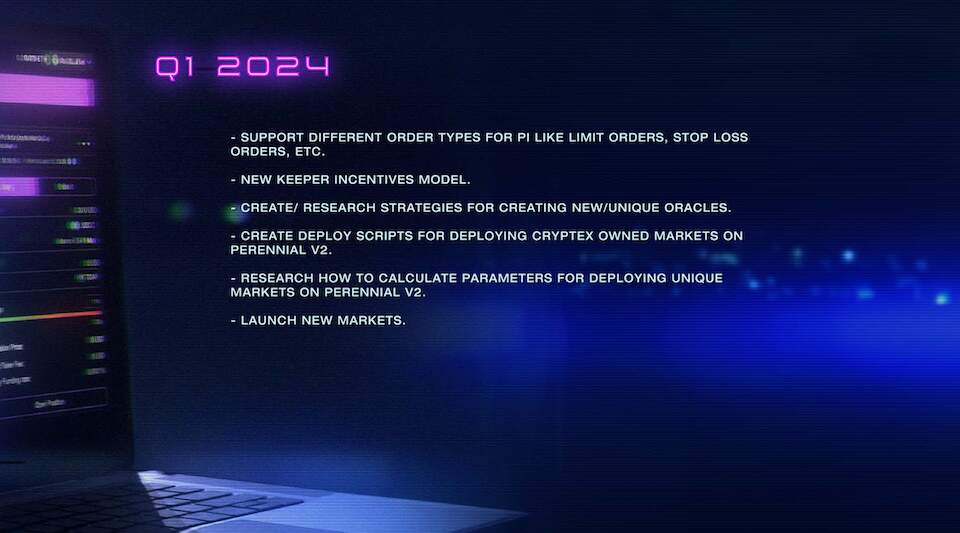 Q1 2024
- SUPPORT DIFFERENT ORDER TYPES FOR PI LIKE LIMIT ORDERS, STOP LOSS
ORDERS, ETC.
- NEW KEEPER INCENTIVES MODEL.
- CREATE/ RESEARCH STRATEGIES FOR CREATING NEW/UNIQUE ORACLES.
- CREATE DEPLOY SCRIPTS FOR DEPLOYING CRYPTEX OWNED MARKETS ON
PERENNIAL V2.
- RESEARCH HOW TO CALCULATE PARAMETERS FOR DEPLOYING UNIQUE
MARKETS ON PERENNIAL V2.
- LAUNCH NEW MARKETS.
Open Position